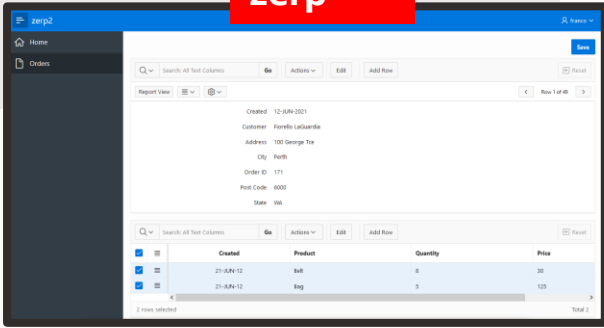 zerp
zerp2
franco
Home
Orders
Save
Search: All Text Columns Go Actions Edit Add Row Reset
Report View Row 1 of 46
Created 12-JUN-2021
Customer Fiorello LaGuardia
Address 100 George Tce
City Perth
Order ID 171
Post Code 6000
State WA
Search: All Text Columns Go Actions Edit Add Row Reset
Created Product Quantity Price
21-JUN-12 Belt 8 30
21-JUN-12 Bag 5 125
2 rows selected Total 2